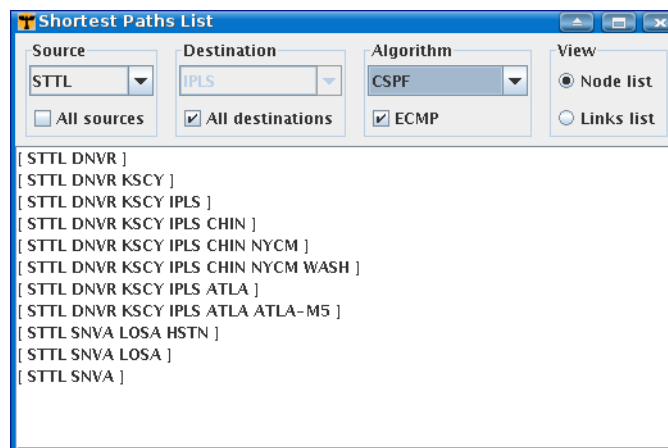 Shortest Paths List
Source
Destination
Algorithm
View
STTL
IPLS
CSPF
Node list
All sources
All destinations
ECMP
Links list
[ STTL DNVR ]
[ STTL DNVR KSCY ]
[ STTL DNVR KSCY IPLS ]
[ STTL DNVR KSCY IPLS CHIN ]
[ STTL DNVR KSCY IPLS CHIN NYCM ]
[ STTL DNVR KSCY IPLS CHIN NYCM WASH ]
[ STTL DNVR KSCY IPLS ATLA ]
[ STTL DNVR KSCY IPLS ATLA ATLA-M5 ]
[ STTL SNVA LOSA HSTN ]
[ STTL SNVA LOSA ]
[ STTL SNVA ]